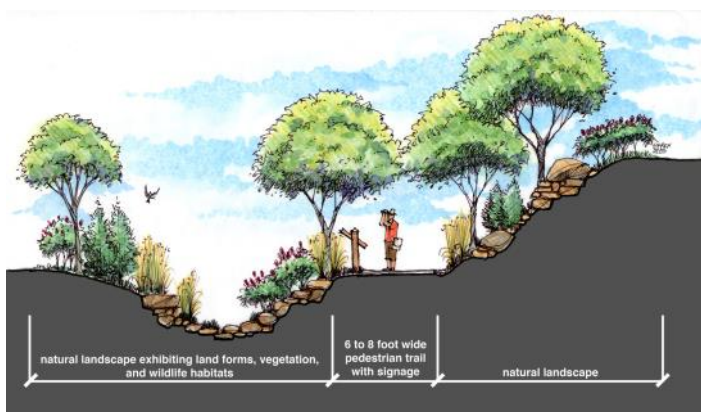 natural landscape exhibiting land forms, vegetation,
and wildlife habitats
6 to 8 foot wide
pedestrian trail
with signage
natural landscape